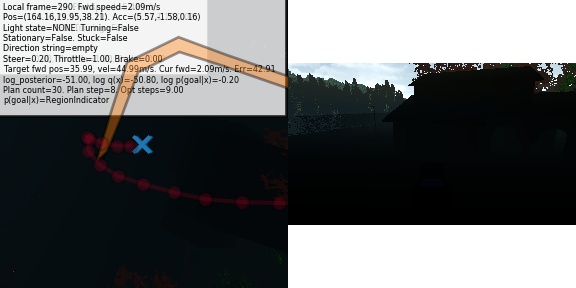 Local frame=290. Fwd speed=2.09m/s
Pos=(164.16,19.95,38.21). Acc=(5.57,-1.58,0.16)
Light state=NONE. Turning=False
Stationary=False. Stuck=False
Direction string=empty
Steer=0.20, Throttle=1.00, Brake=0.00
Target fwd pos=35.99, vel=44.99m/s. Cur fwd=2.09m/s. Err=42.91
log_posterior=-51.00, log q(x)=-50.80, log p(goal|x)=-0.20
Plan count=30. Plan step=8. Opt steps=9.00
p(goal|x)=RegionIndicator